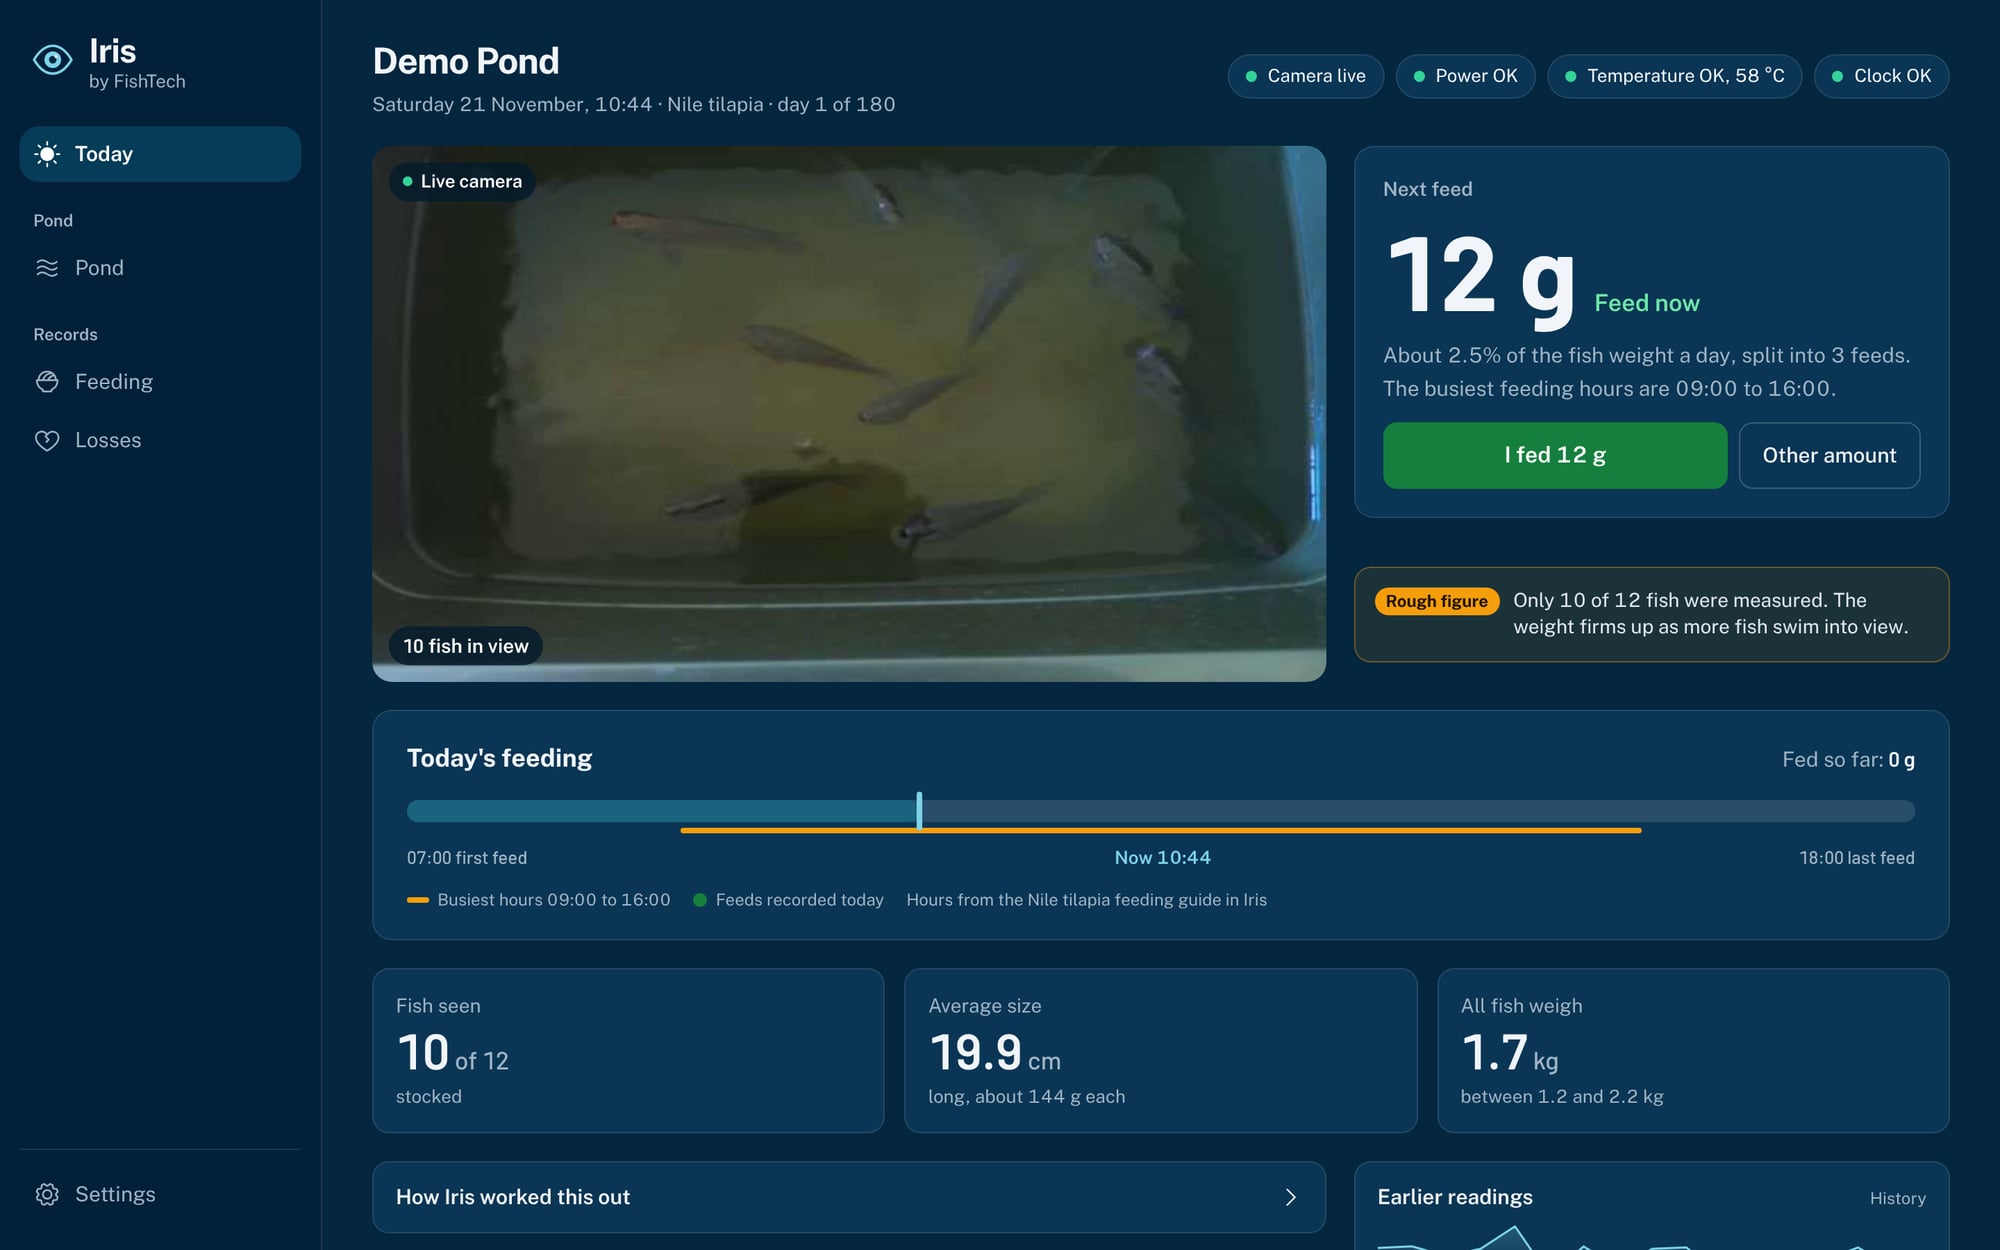 Iris
by FishTech
Today
Pond
Pond
Records
Feeding
Losses
Settings
Demo Pond
Saturday 21 November, 10:44 · Nile tilapia · day 1 of 180
Camera live
Power OK
Temperature OK, 58 °C
Clock OK
Live camera
10 fish in view
Next feed
12 g Feed now
About 2.5% of the fish weight a day, split into 3 feeds.
The busiest feeding hours are 09:00 to 16:00.
I fed 12 g
Other amount
Rough figure
Only 10 of 12 fish were measured. The
weight firms up as more fish swim into view.
Today's feeding
Fed so far: 0 g
07:00 first feed
Now 10:44
18:00 last feed
Busiest hours 09:00 to 16:00
Feeds recorded today
Hours from the Nile tilapia feeding guide in Iris
Fish seen
10 of 12
stocked
Average size
19.9 cm
long, about 144 g each
All fish weigh
1.7 kg
between 1.2 and 2.2 kg
How Iris worked this out
Earlier readings
History